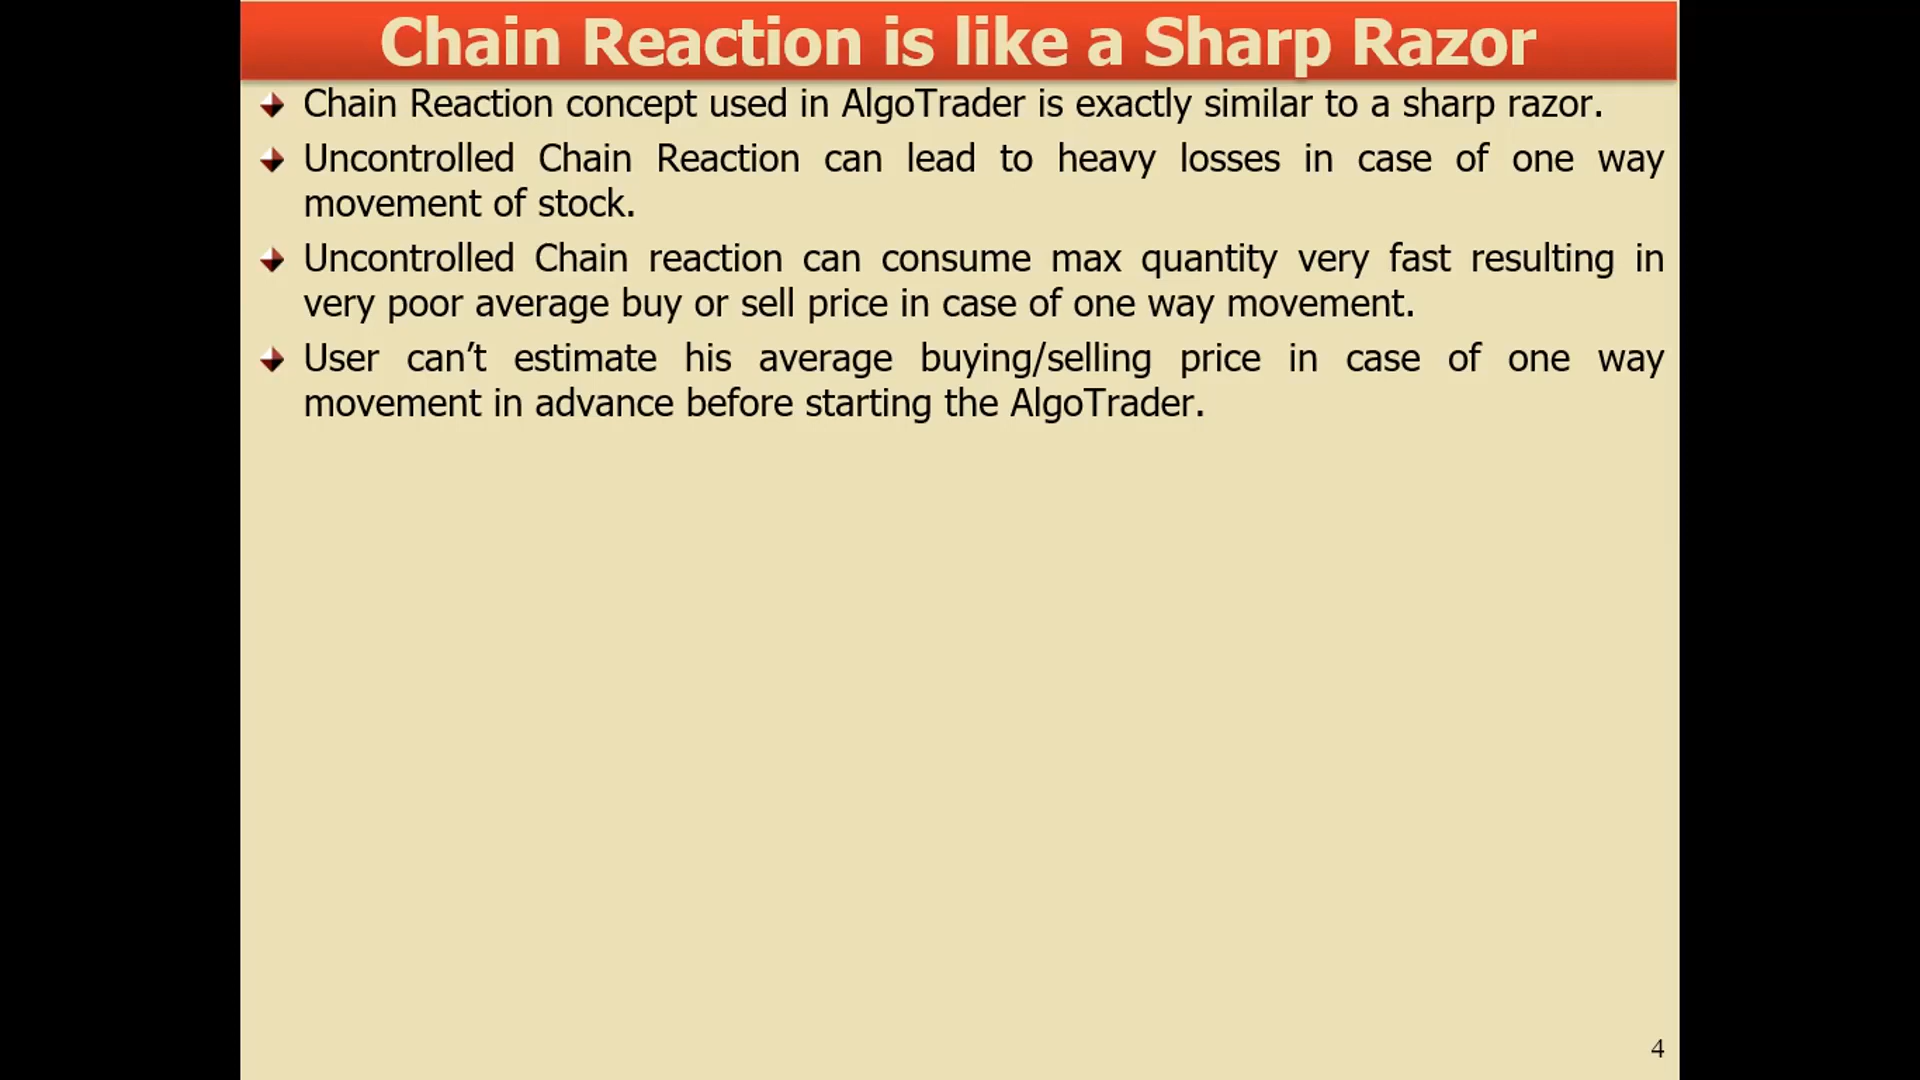 Chain Reaction is like a Sharp Razor
Chain Reaction concept used in AlgoTrader is exactly similar to a sharp razor.
Uncontrolled Chain Reaction can lead to heavy losses in case of one way
movement of stock.
Uncontrolled Chain reaction can consume max quantity very fast resulting in
very poor average buy or sell price in case of one way movement.
User can’t estimate his average buying/selling price in case of one way
movement in advance before starting the AlgoTrader.
4